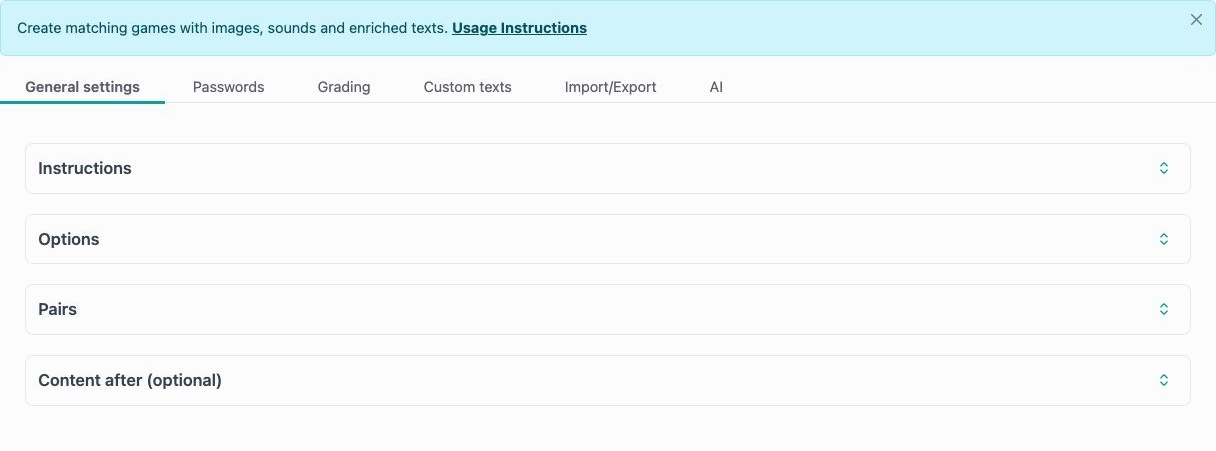 Create matching games with images, sounds and enriched texts. Usage Instructions
General settings Passwords Grading Custom texts Import/Export AI
Instructions
Options
Pairs
Content after (optional)